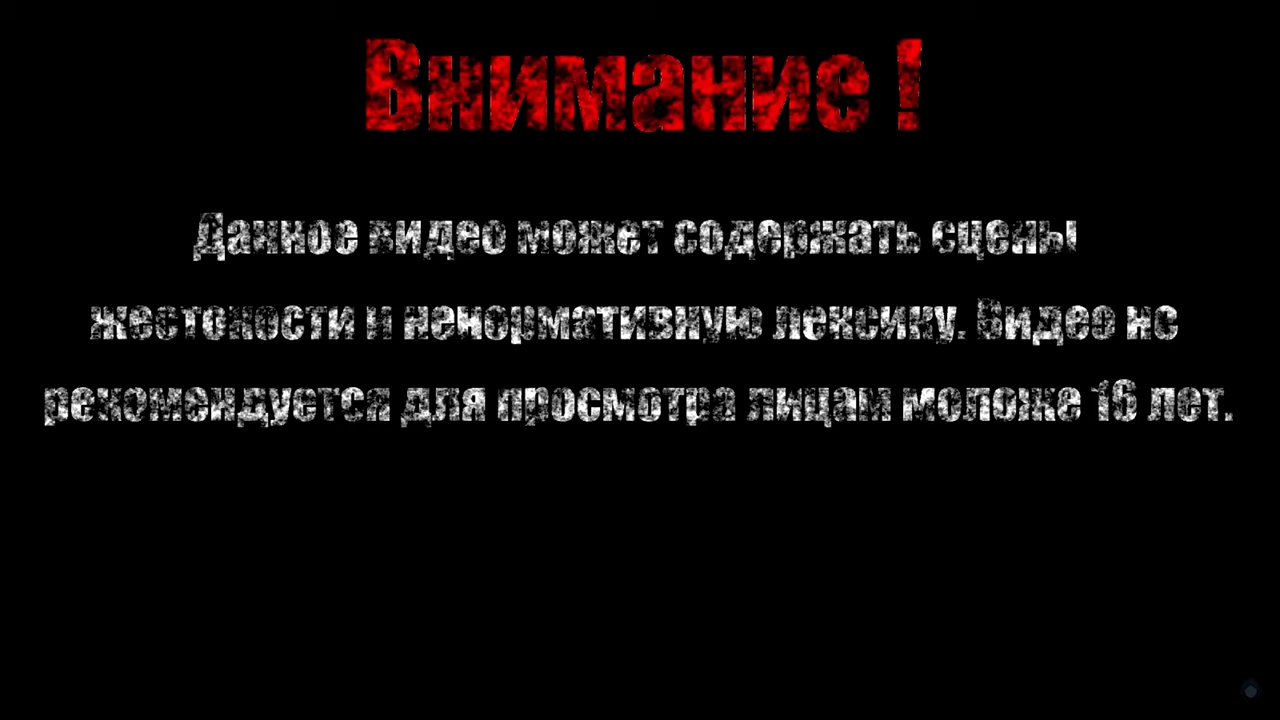 Внимание !
Данное видео может содержать сцены
жестокости и ненормативную лексику. Видео не
рекомендуется для просмотра лицам моложе 16 лет.